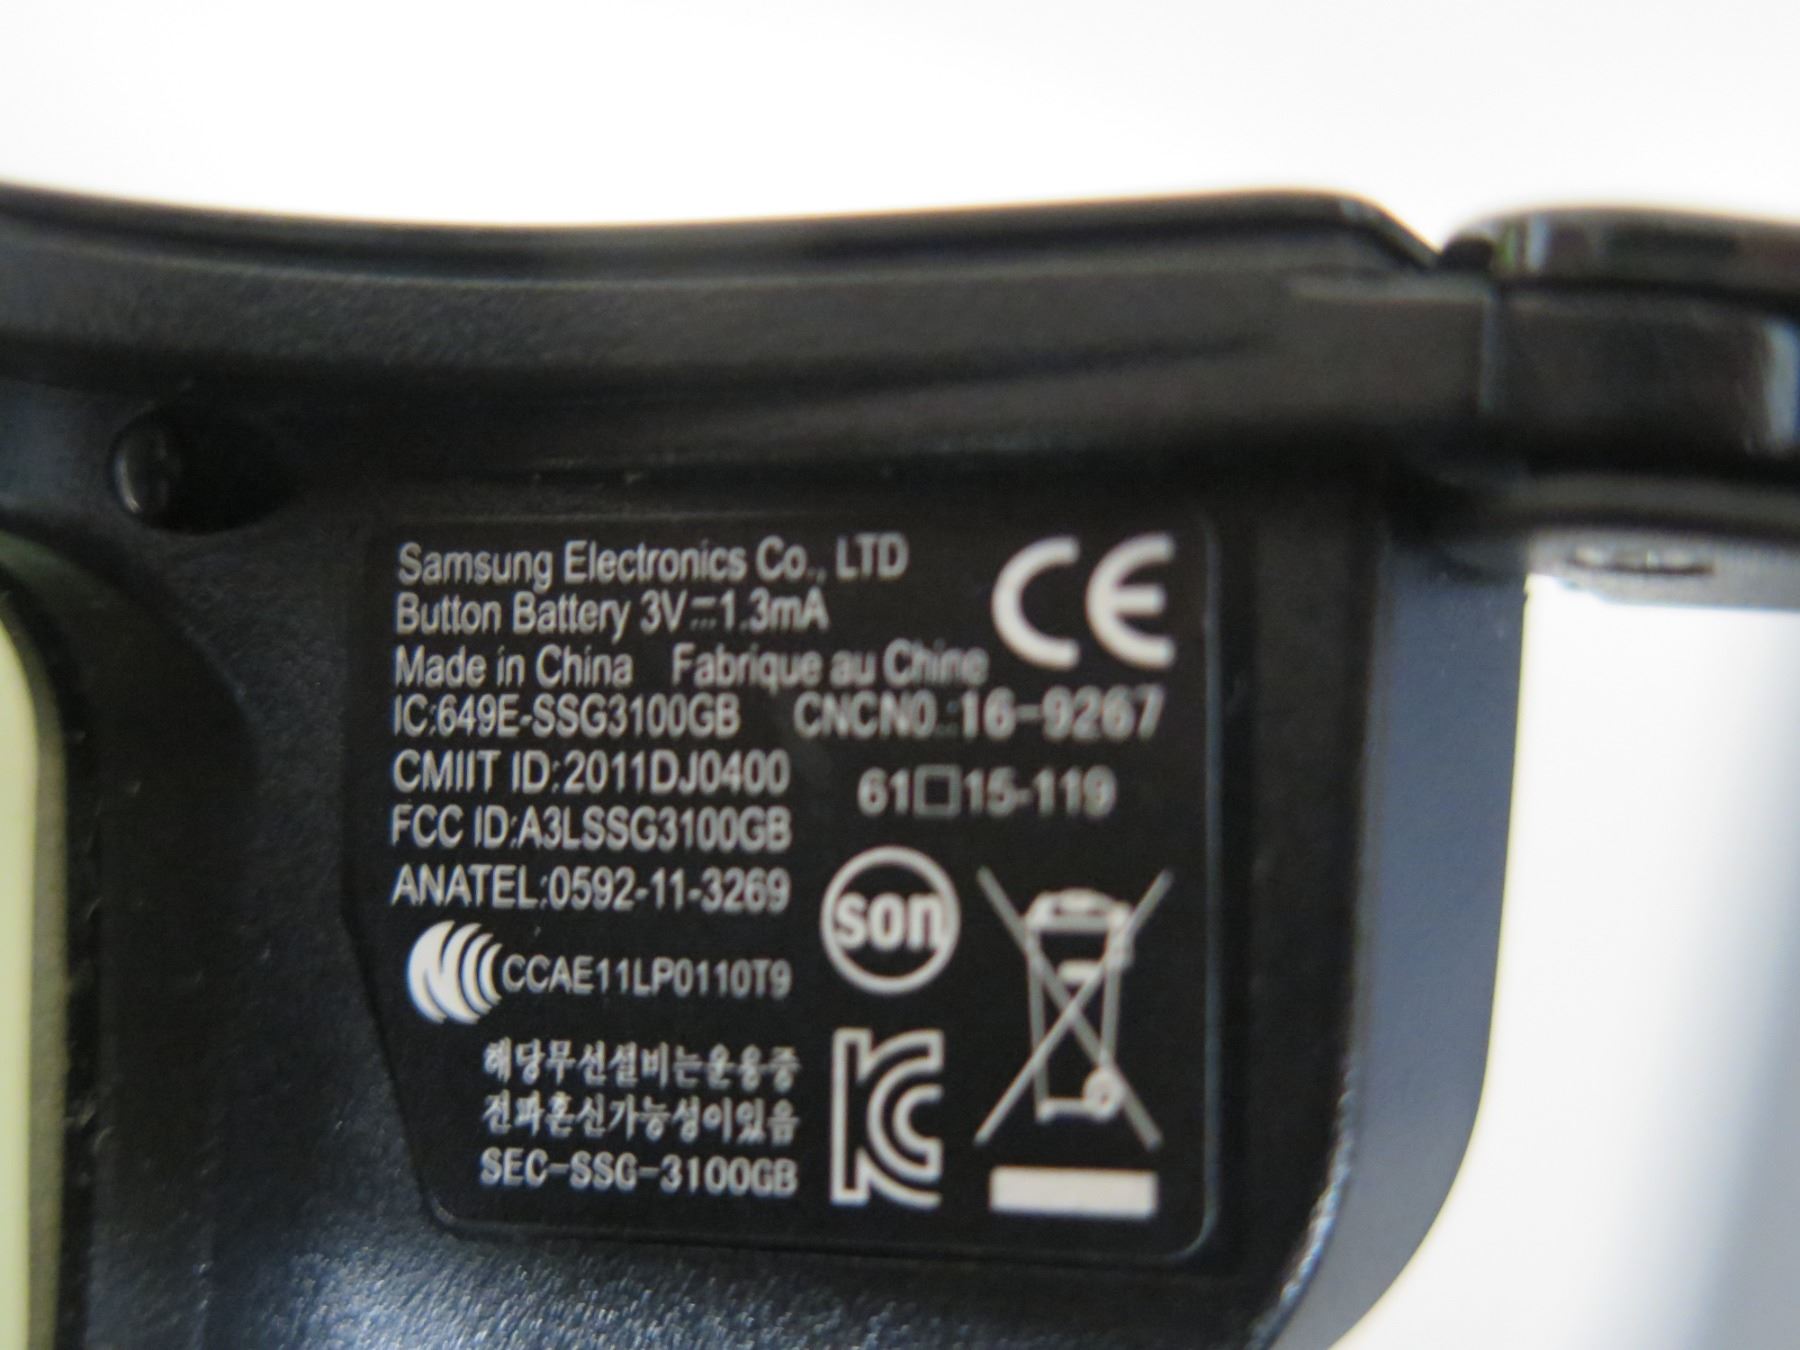 Samsung Electronics Co., LTD
Button Battery 3V⎓1.3mA
Made in China Fabrique au Chine
CE
IC:649E-SSG3100GB CNCN0.:16-9267
CMIIT ID:2011DJ0400
61□15-119
FCC ID:A3LSSG3100GB
ANATEL:0592-11-3269
son
CCAE11LP0110T9
해당무선설비는운용중
전파혼신가능성이있음
SEC-SSG-3100GB